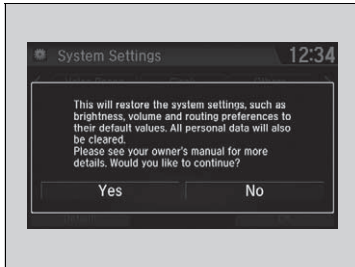 System Settings
12:34
This will restore the system settings, such as
brightness, volume and routing preferences to
their default values. All personal data will also
be cleared.
Please see your owner's manual for more
details. Would you like to continue?
Yes
No
Default
OK